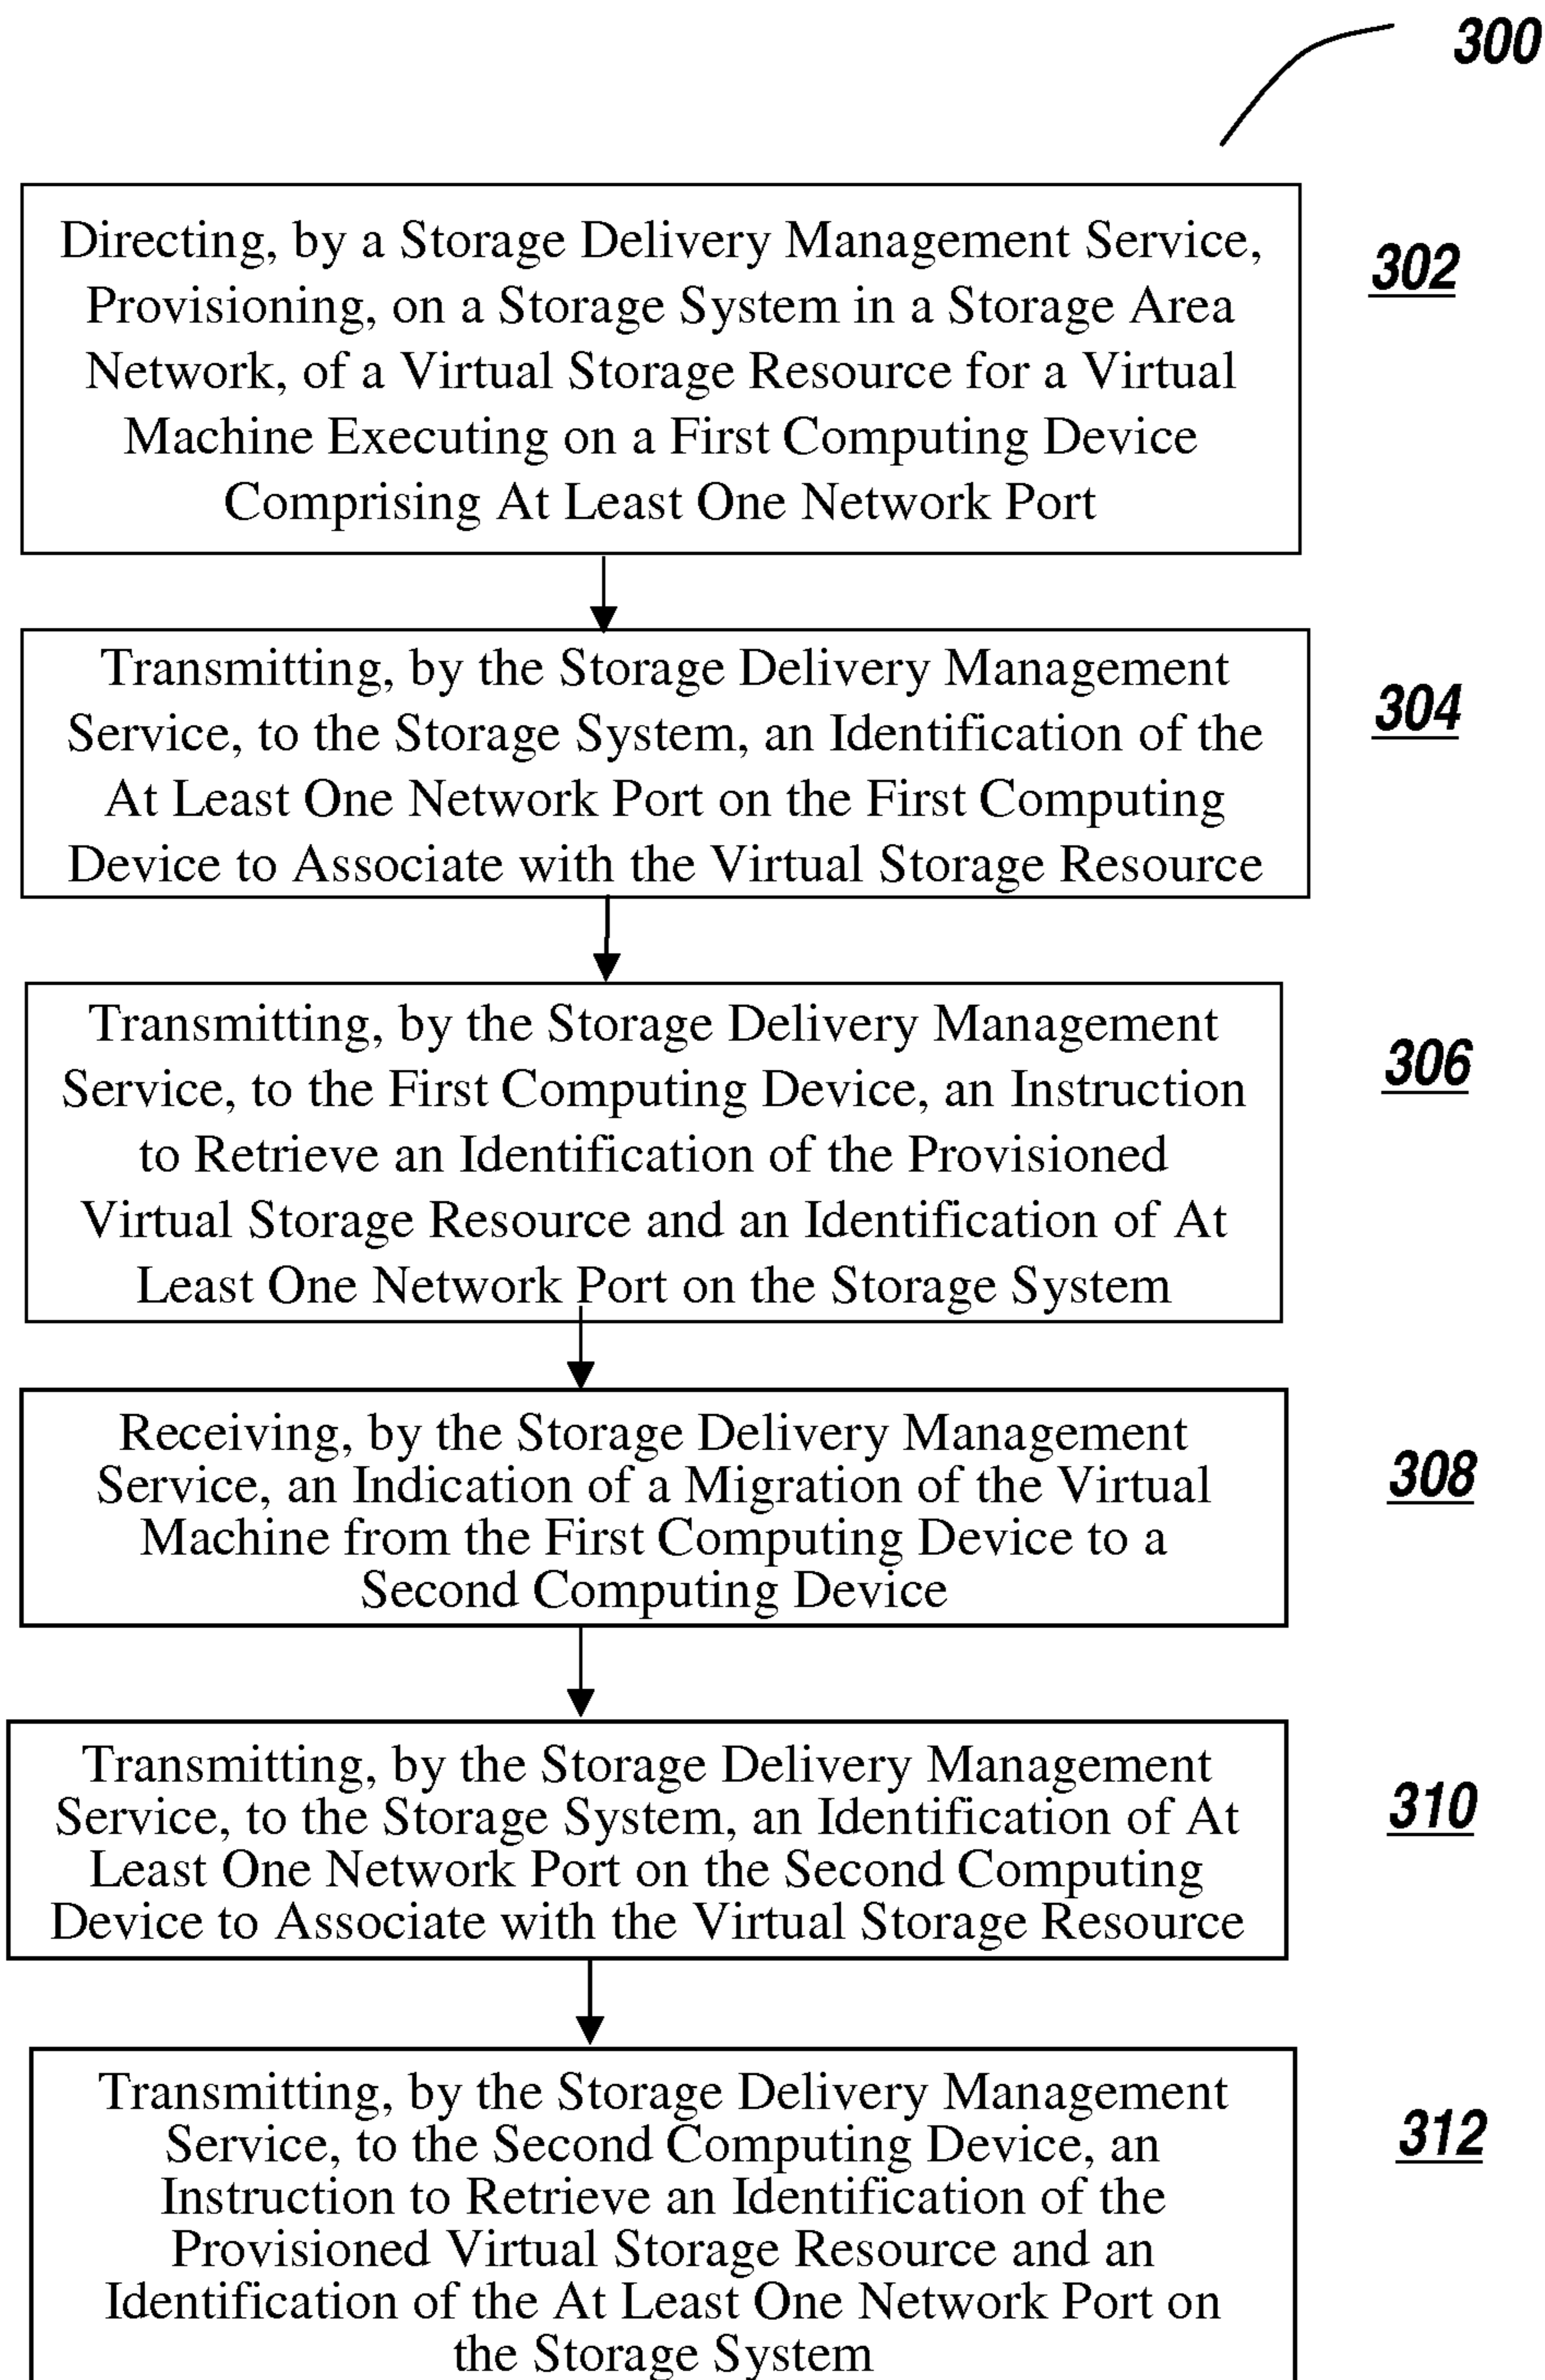 300
Directing, by a Storage Delivery Management Service,
Provisioning, on a Storage System in a Storage Area
Network, of a Virtual Storage Resource for a Virtual
Machine Executing on a First Computing Device
Comprising At Least One Network Port
302
Transmitting, by the Storage Delivery Management
Service, to the Storage System, an Identification of the
At Least One Network Port on the First Computing
Device to Associate with the Virtual Storage Resource
304
Transmitting, by the Storage Delivery Management
Service, to the First Computing Device, an Instruction
to Retrieve an Identification of the Provisioned
Virtual Storage Resource and an Identification of At
Least One Network Port on the Storage System
306
Receiving, by the Storage Delivery Management
Service, an Indication of a Migration of the Virtual
Machine from the First Computing Device to a
Second Computing Device
308
Transmitting, by the Storage Delivery Management
Service, to the Storage System, an Identification of At
Least One Network Port on the Second Computing
Device to Associate with the Virtual Storage Resource
310
Transmitting, by the Storage Delivery Management
Service, to the Second Computing Device, an
Instruction to Retrieve an Identification of the
Provisioned Virtual Storage Resource and an
Identification of the At Least One Network Port on
the Storage System
312